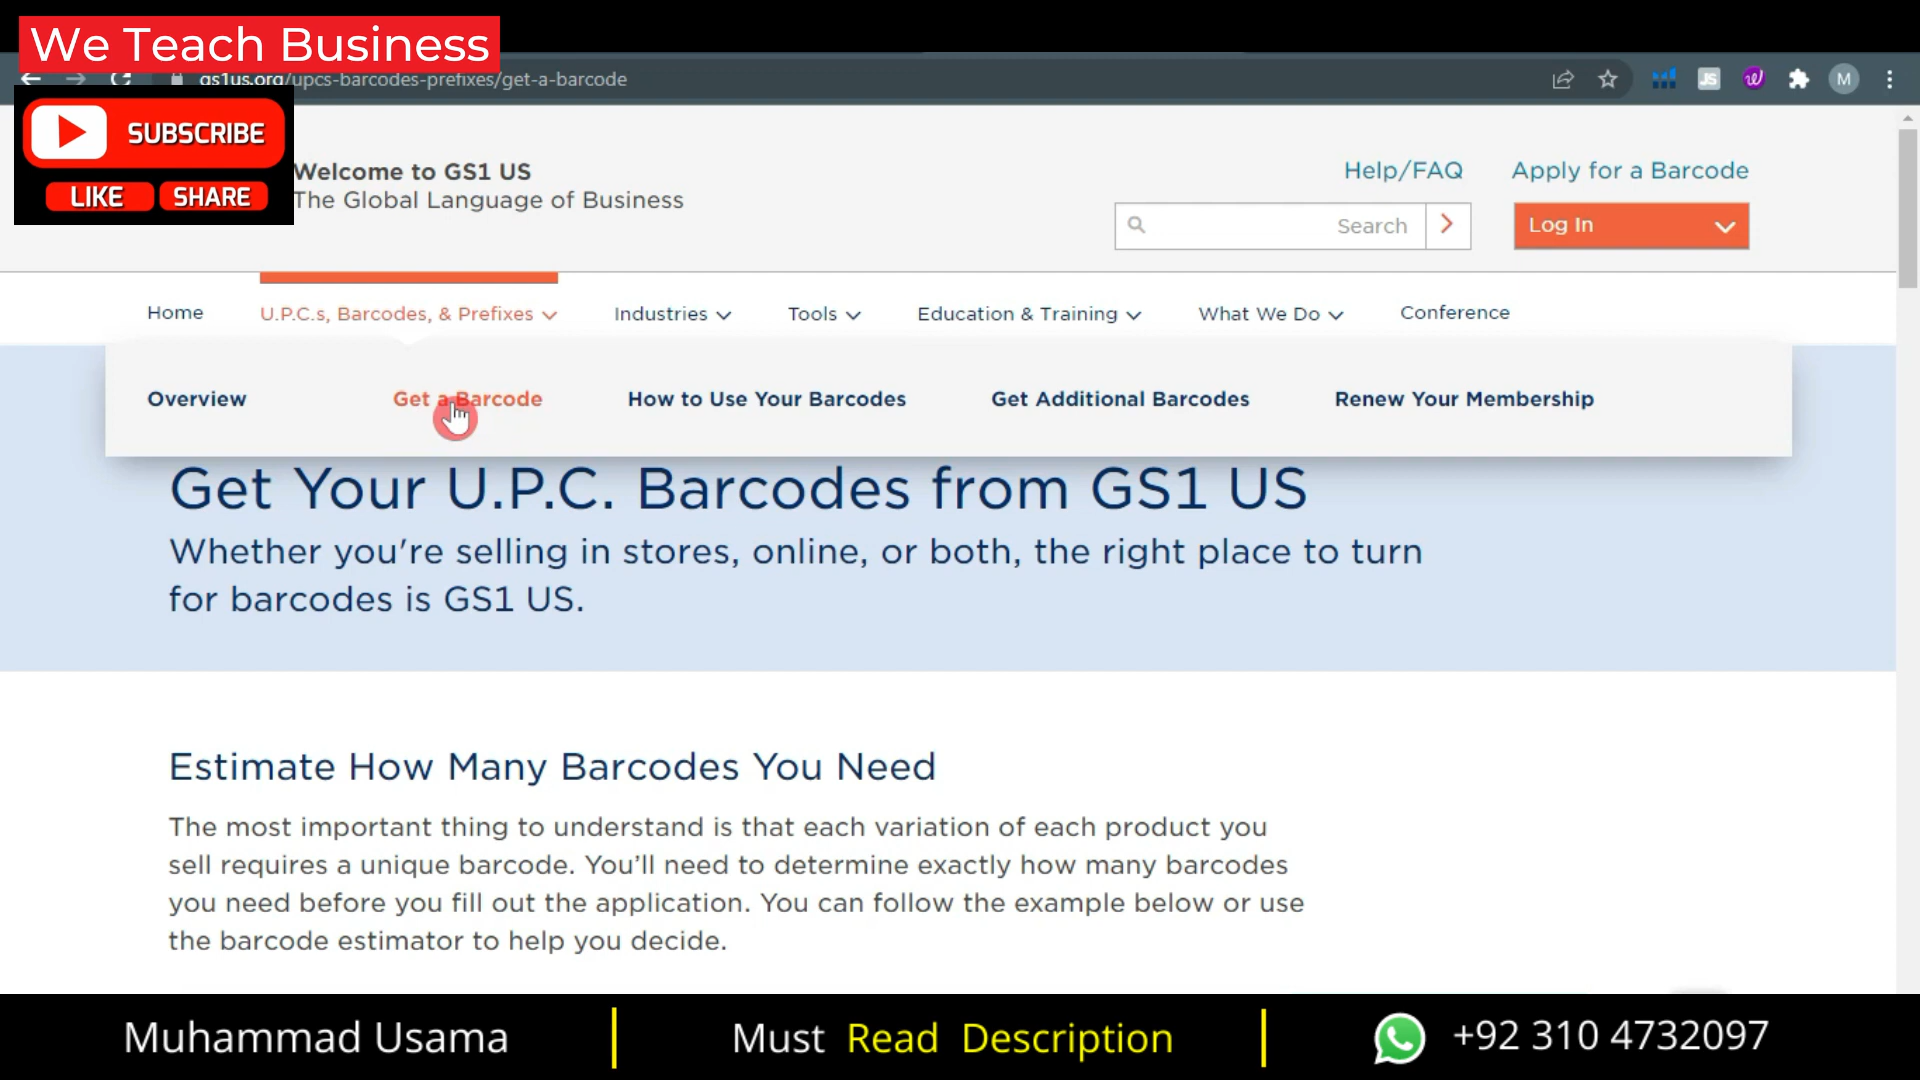 We Teach Business
gs1us.org/upcs-barcodes-prefixes/get-a-barcode
JS
M
SUBSCRIBE
LIKE SHARE
Welcome to GS1 US
The Global Language of Business
Help/FAQ
Apply for a Barcode
Search
Log In
Home
U.P.C.s, Barcodes, & Prefixes
Industries
Tools
Education & Training
What We Do
Conference
Overview
Get a Barcode
How to Use Your Barcodes
Get Additional Barcodes
Renew Your Membership
Get Your U.P.C. Barcodes from GS1 US
Whether you're selling in stores, online, or both, the right place to turn
for barcodes is GS1 US.
Estimate How Many Barcodes You Need
The most important thing to understand is that each variation of each product you
sell requires a unique barcode. You’ll need to determine exactly how many barcodes
you need before you fill out the application. You can follow the example below or use
the barcode estimator to help you decide.
Muhammad Usama
Must Read Description
+92 310 4732097